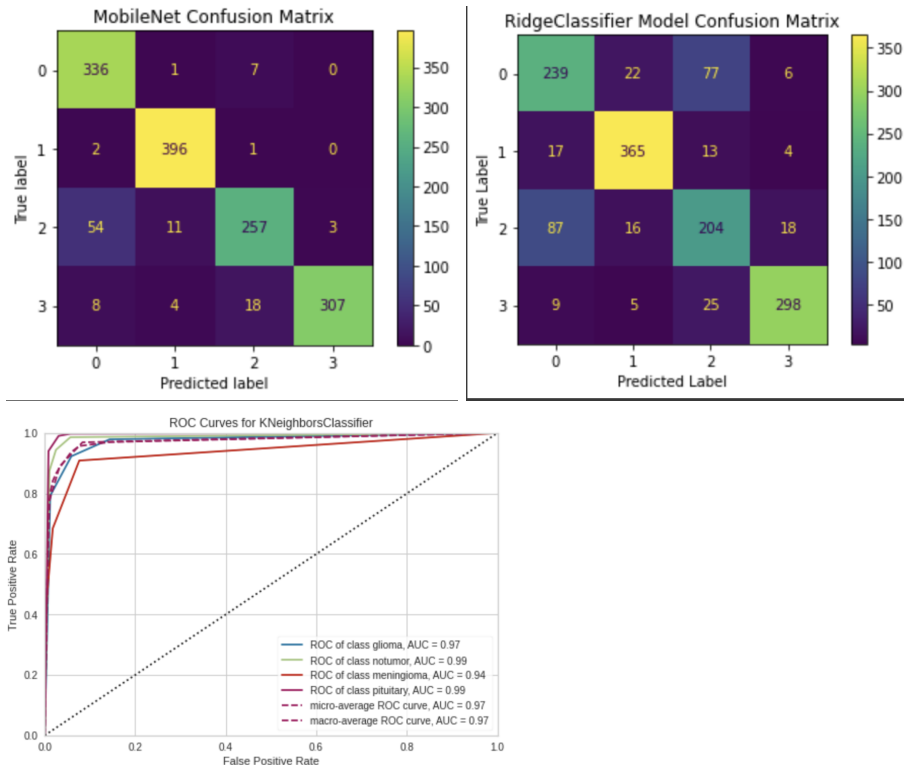 MobileNet Confusion Matrix
True label
0 336 1 7 0
1 2 396 1 0
2 54 11 257 3
3 8 4 18 307
0 1 2 3
Predicted label
350
300
250
200
150
100
50
0
RidgeClassifier Model Confusion Matrix
True Label
0 239 22 77 6
1 17 365 13 4
2 87 16 204 18
3 9 5 25 298
0 1 2 3
Predicted Label
350
300
250
200
150
100
50
ROC Curves for KNeighborsClassifier
True Positive Rate
1.0
0.8
0.6
0.4
0.2
0.0
ROC of class glioma, AUC = 0.97
ROC of class notumor, AUC = 0.99
ROC of class meningioma, AUC = 0.94
ROC of class pituitary, AUC = 0.99
micro-average ROC curve, AUC = 0.97
macro-average ROC curve, AUC = 0.97
0.0 0.2 0.4 0.6 0.8 1.0
False Positive Rate